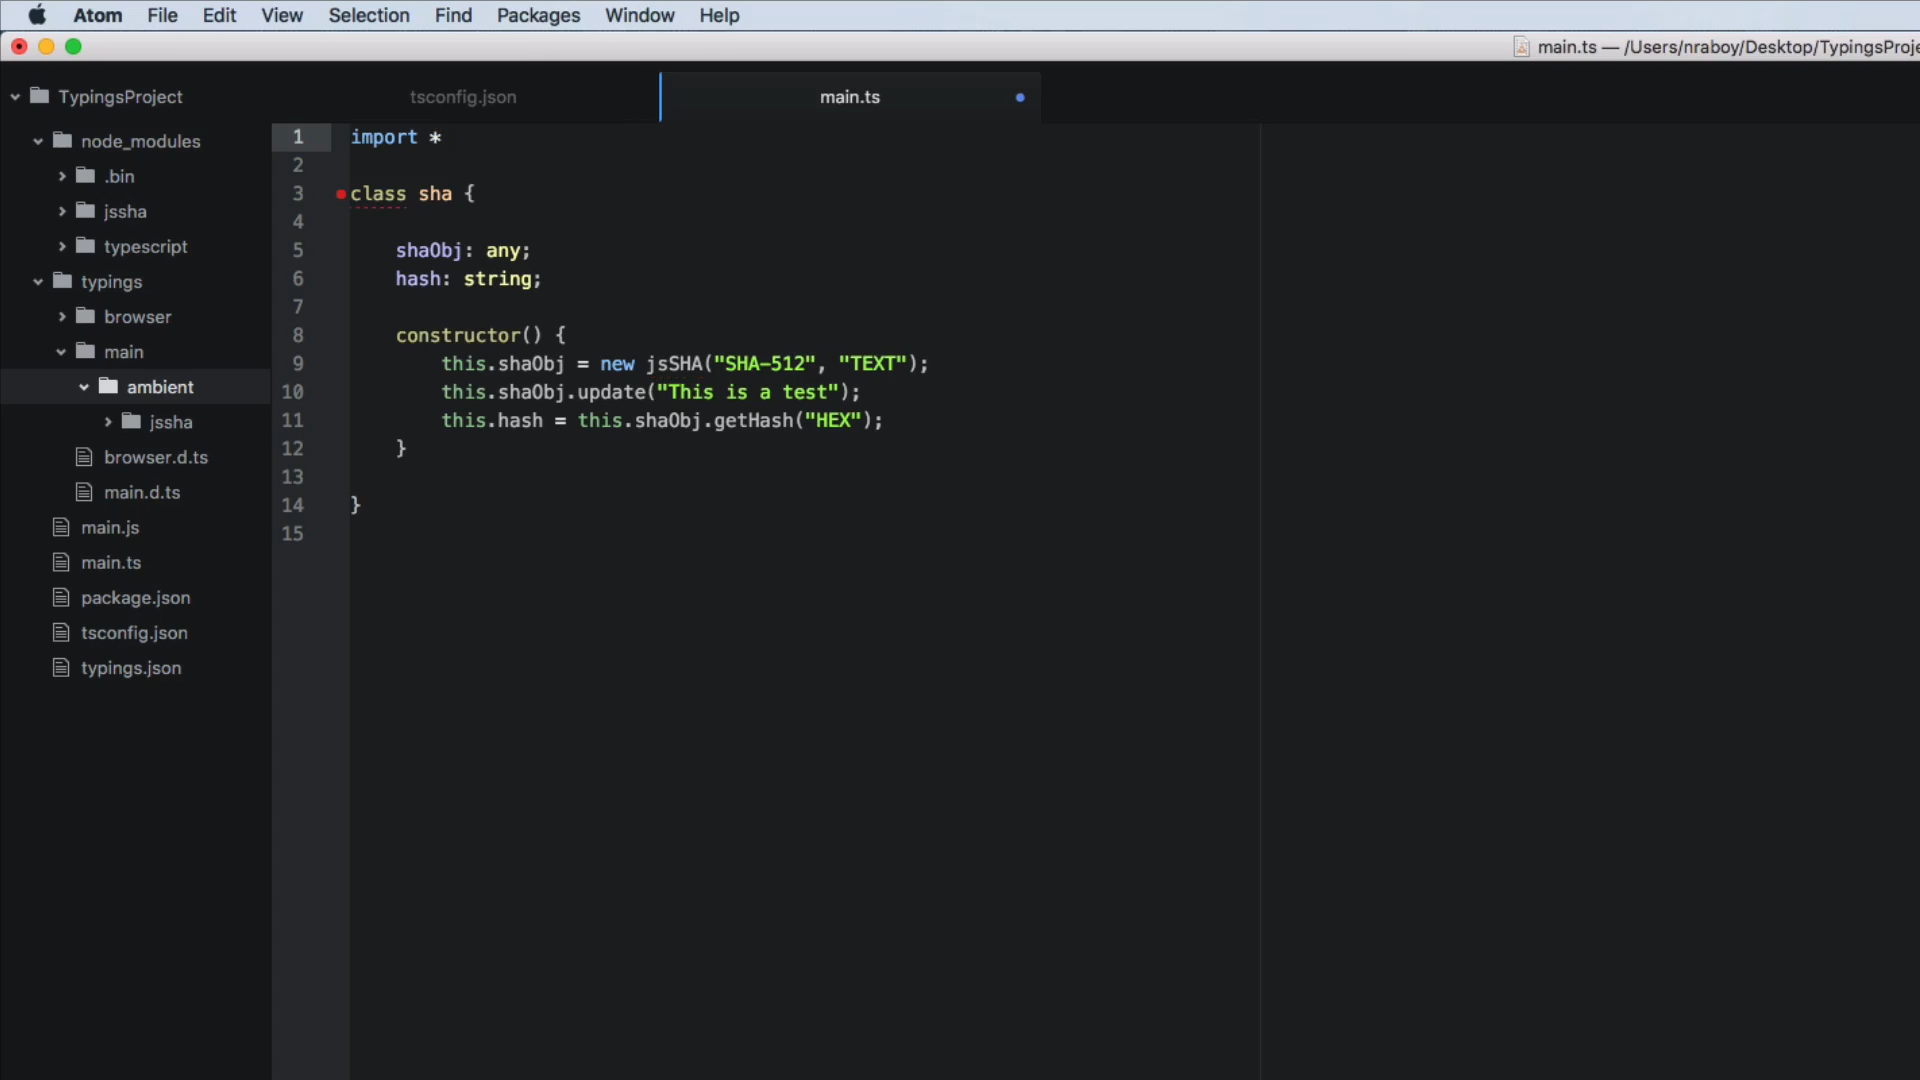 Atom File Edit View Selection Find Packages Window Help
main.ts — /Users/nraboy/Desktop/TypingsProje
TypingsProject
node_modules
.bin
jssha
typescript
typings
browser
main
ambient
jssha
browser.d.ts
main.d.ts
main.js
main.ts
package.json
tsconfig.json
typings.json
tsconfig.json
main.ts
1 import *
2
3 class sha {
4
5 shaObj: any;
6 hash: string;
7
8 constructor() {
9 this.shaObj = new jsSHA("SHA-512", "TEXT");
10 this.shaObj.update("This is a test");
11 this.hash = this.shaObj.getHash("HEX");
12 }
13
14 }
15